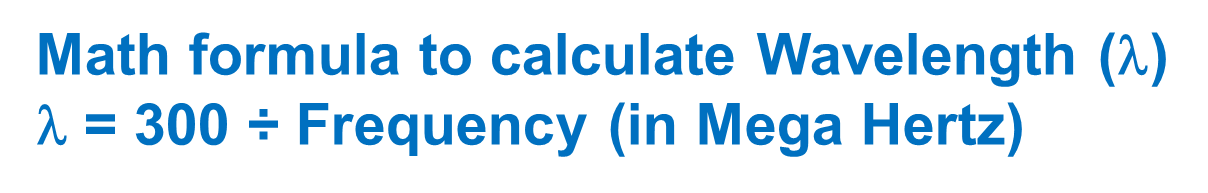 Math formula to calculate Wavelength (λ)
λ = 300 ÷ Frequency (in Mega Hertz)